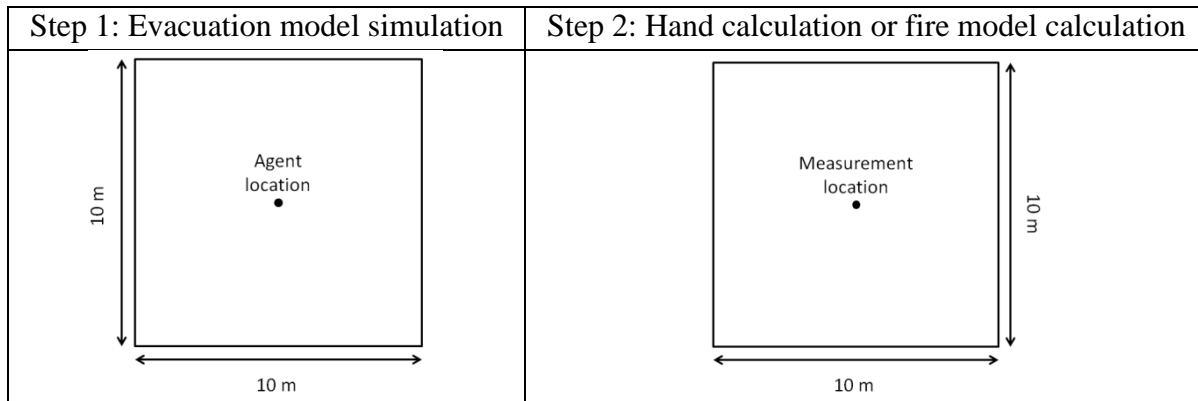 Step 1: Evacuation model simulation
Step 2: Hand calculation or fire model calculation
Agent
location
10 m
10 m
Measurement
location
10 m
10 m